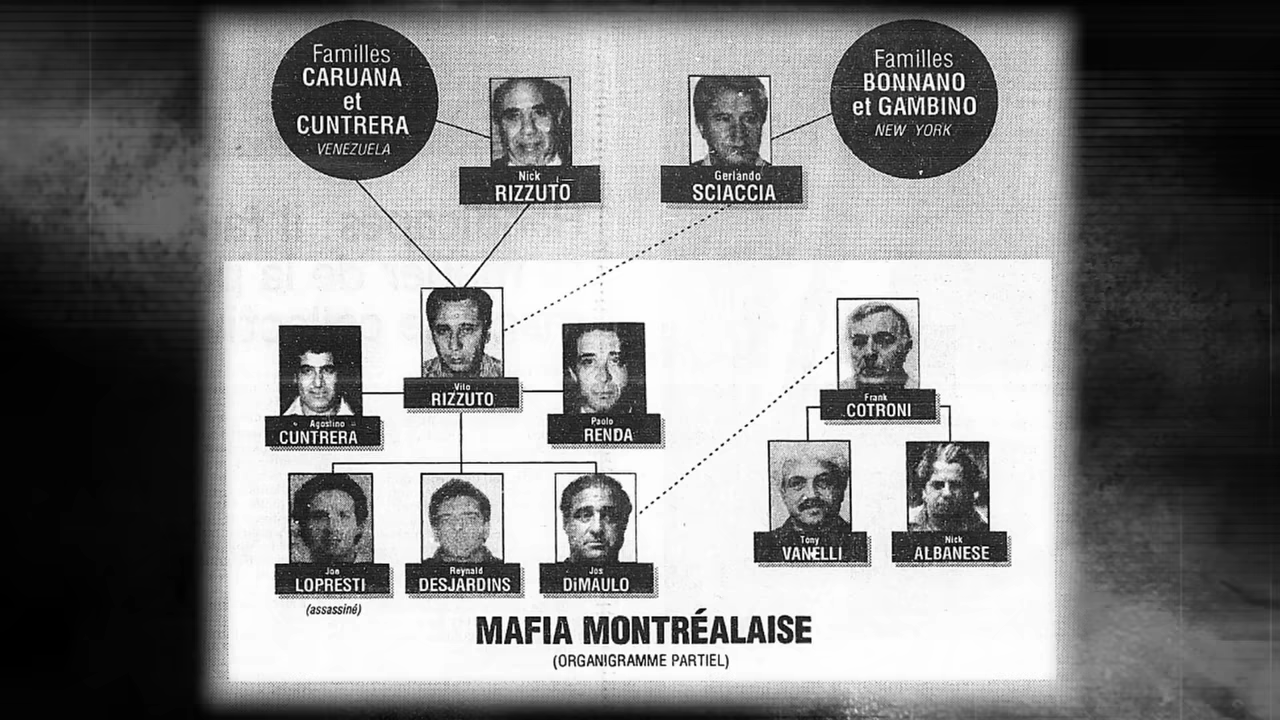 Familles
CARUANA
et
CUNTRERA
VENEZUELA
Nick
RIZZUTO
Gerlando
SCIACCIA
Familles
BONNANO
et GAMBINO
NEW YORK
Vito
RIZZUTO
Agostino
CUNTRERA
Paolo
RENDA
Frank
COTRONI
Joe
LOPRESTI
(assassiné)
Reynald
DESJARDINS
Jos
DiMAULO
Tony
VANELLI
Nick
ALBANESE
MAFIA MONTRÉALAISE
(ORGANIGRAMME PARTIEL)